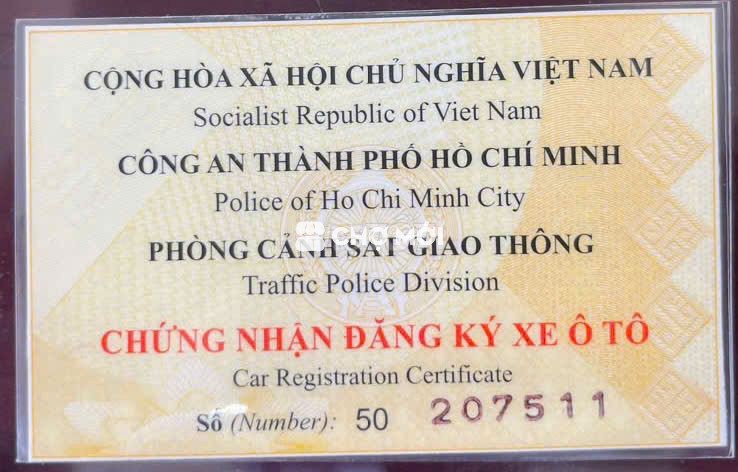 CỘNG HÒA XÃ HỘI CHỦ NGHĨA VIỆT NAM
Socialist Republic of Viet Nam
CÔNG AN THÀNH PHỐ HỒ CHÍ MINH
Police of Ho Chi Minh City
CHỢ MỚI
PHÒNG CẢNH SÁT GIAO THÔNG
Traffic Police Division
CHỨNG NHẬN ĐĂNG KÝ XE Ô TÔ
Car Registration Certificate
Số (Number): 50 207511